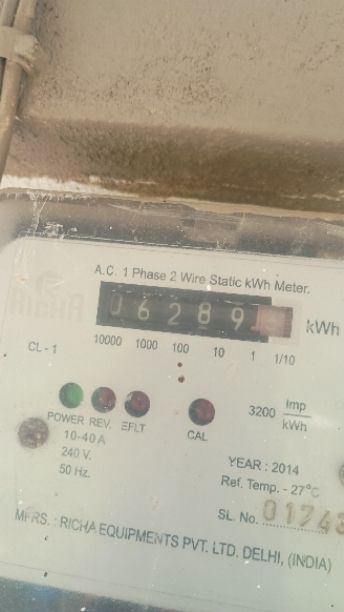 A.C. 1 Phase 2 Wire Static kWh Meter.
RICHA
06289 kWh
10000 1000 100 10 1 1/10
CL - 1
3200 Imp/kWh
POWER REV. EFLT CAL
10-40 A
240 V.
50 Hz.
YEAR : 2014
Ref. Temp. - 27°C
SL. No. 01743
MFRS. : RICHA EQUIPMENTS PVT. LTD. DELHI, (INDIA)